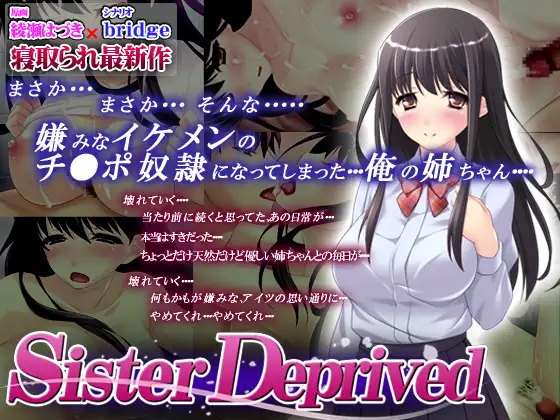 原画 シナリオ
綾瀬はづき×bridge
寝取られ最新作
まさか…
まさか… そんな……
嫌みなイケメンの
チ●ポ奴隷になってしまった…俺の姉ちゃん…
壊れていく…
当たり前に続くと思ってた、あの日常が…
本当はすきだった…
ちょっとだけ天然だけど優しい姉ちゃんとの毎日が…
壊れていく…
何もかもが嫌みな、アイツの思い通りに…
やめてくれ…やめてくれ…
Sister Deprived